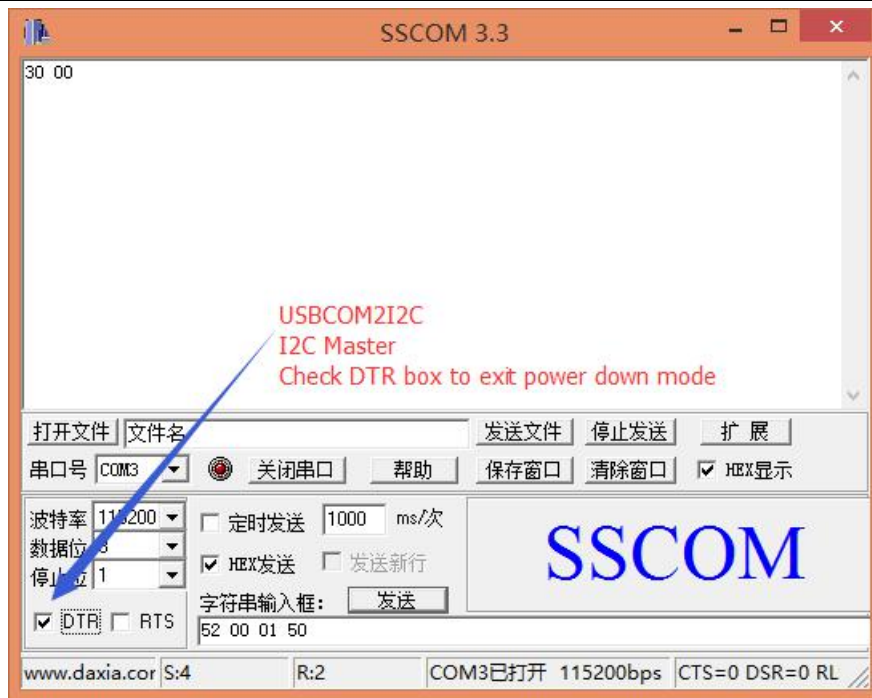 SSCOM 3.3
30 00
USBCOM2I2C
I2C Master
Check DTR box to exit power down mode
打开文件 文件名 发送文件 停止发送 扩 展
串口号 COM3 关闭串口 帮助 保存窗口 清除窗口 HEX显示
波特率 115200 定时发送 1000 ms/次
数据位 8 HEX发送 发送新行
停止位 1 字符串输入框: 发送
DTR RTS 52 00 01 50
SSCOM
www.daxia.cor S:4 R:2 COM3已打开 115200bps CTS=0 DSR=0 RL